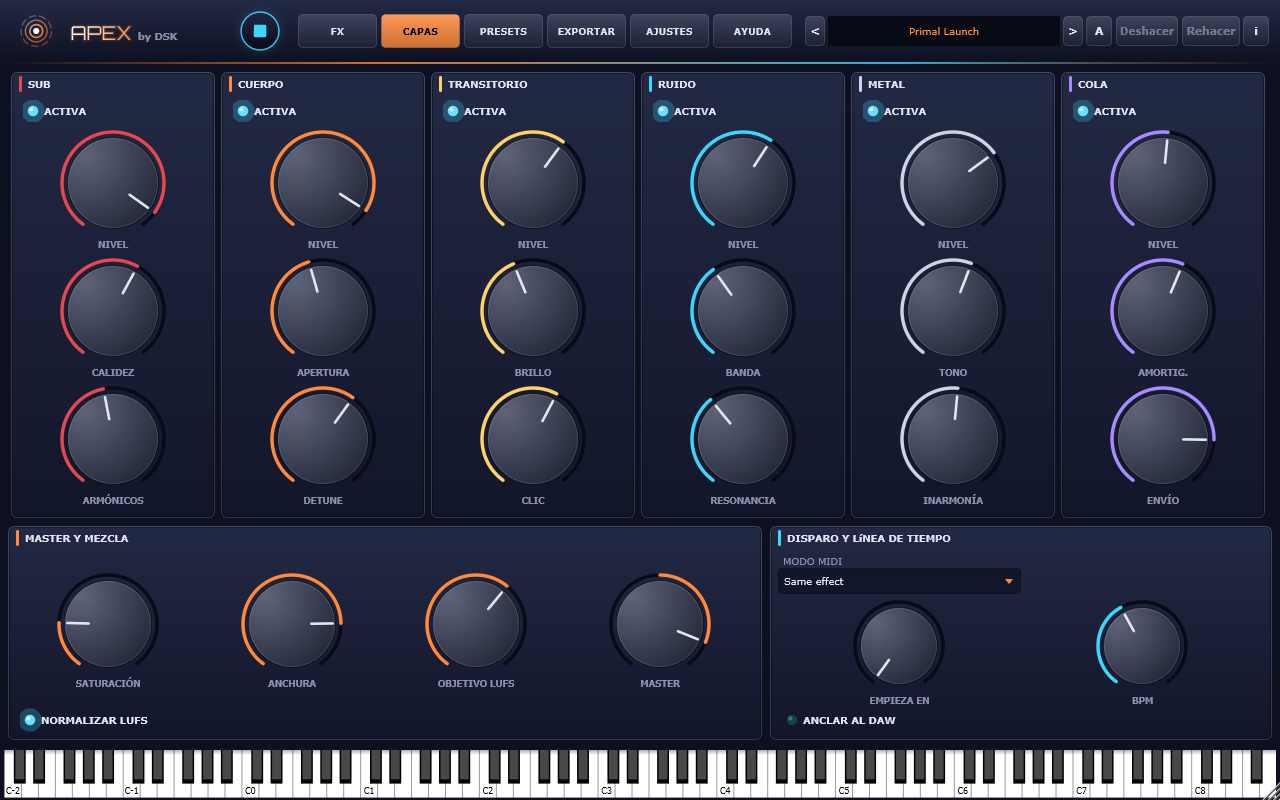 APEX by DSK
FX
CAPAS
PRESETS
EXPORTAR
AJUSTES
AYUDA
<
Primal Launch
>
A
Deshacer
Rehacer
i
SUB
ACTIVA
NIVEL
CALIDEZ
ARMÓNICOS
CUERPO
ACTIVA
NIVEL
APERTURA
DETUNE
TRANSITORIO
ACTIVA
NIVEL
BRILLO
CLIC
RUIDO
ACTIVA
NIVEL
BANDA
RESONANCIA
METAL
ACTIVA
NIVEL
TONO
INARMONÍA
COLA
ACTIVA
NIVEL
AMORTIG.
ENVÍO
MASTER Y MEZCLA
SATURACIÓN
ANCHURA
OBJETIVO LUFS
MASTER
NORMALIZAR LUFS
DISPARO Y LíNEA DE TIEMPO
MODO MIDI
Same effect
EMPIEZA EN
BPM
ANCLAR AL DAW
C-2
C-1
C0
C1
C2
C3
C4
C5
C6
C7
C8